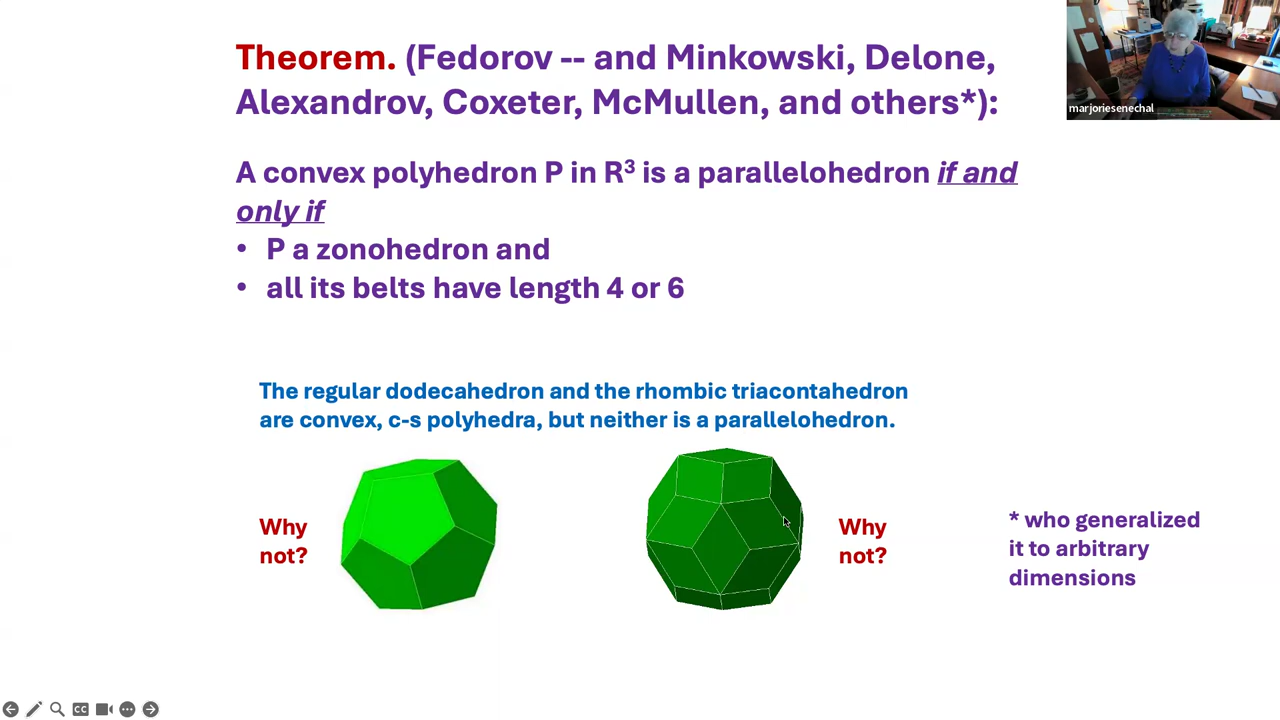 Theorem. (Fedorov -- and Minkowski, Delone,
Alexandrov, Coxeter, McMullen, and others*):
marjoriesenechal
A convex polyhedron P in R³ is a parallelohedron if and
only if
• P a zonohedron and
• all its belts have length 4 or 6
The regular dodecahedron and the rhombic triacontahedron
are convex, c-s polyhedra, but neither is a parallelohedron.
Why
not?
Why
not?
* who generalized
it to arbitrary
dimensions
CC